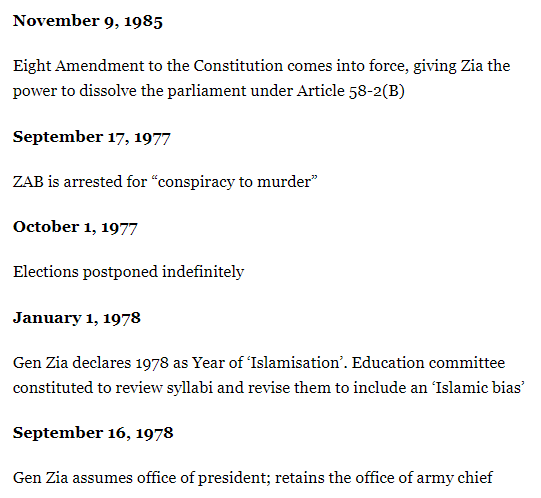 November 9, 1985
Eight Amendment to the Constitution comes into force, giving Zia the
power to dissolve the parliament under Article 58-2(B)
September 17, 1977
ZAB is arrested for “conspiracy to murder”
October 1, 1977
Elections postponed indefinitely
January 1, 1978
Gen Zia declares 1978 as Year of ‘Islamisation’. Education committee
constituted to review syllabi and revise them to include an ‘Islamic bias’
September 16, 1978
Gen Zia assumes office of president; retains the office of army chief